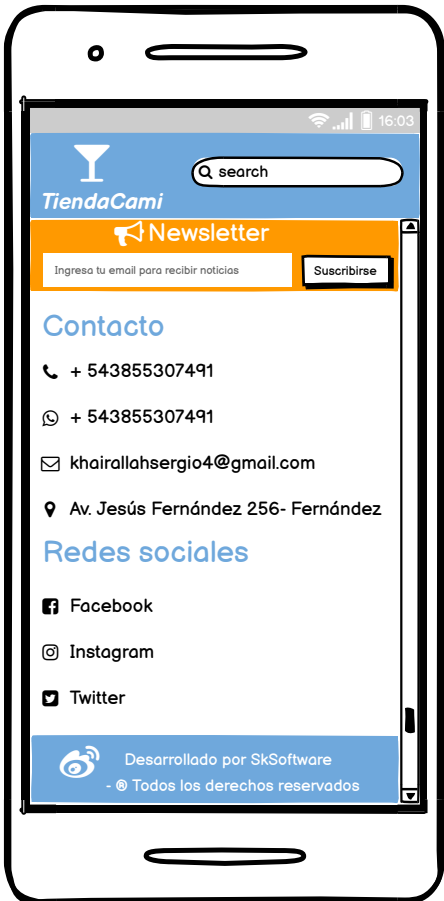 16:03
search
TiendaCami
Newsletter
Ingresa tu email para recibir noticias
Suscribirse
Contacto
+ 543855307491
+ 543855307491
khairallahsergio4@gmail.com
Av. Jesús Fernández 256- Fernández
Redes sociales
Facebook
Instagram
Twitter
Desarrollado por SkSoftware
- ® Todos los derechos reservados